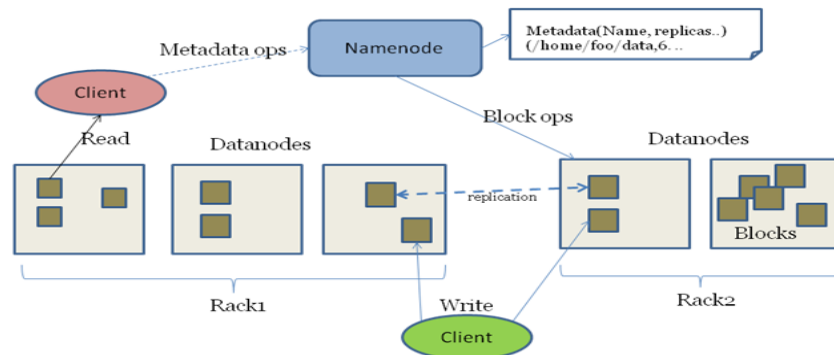 Metadata(Name, replicas..)
(/home/foo/data,6...
Namenode
Metadata ops
Client
Block ops
Read
Datanodes
Datanodes
replication
Blocks
Rack1
Write
Rack2
Client